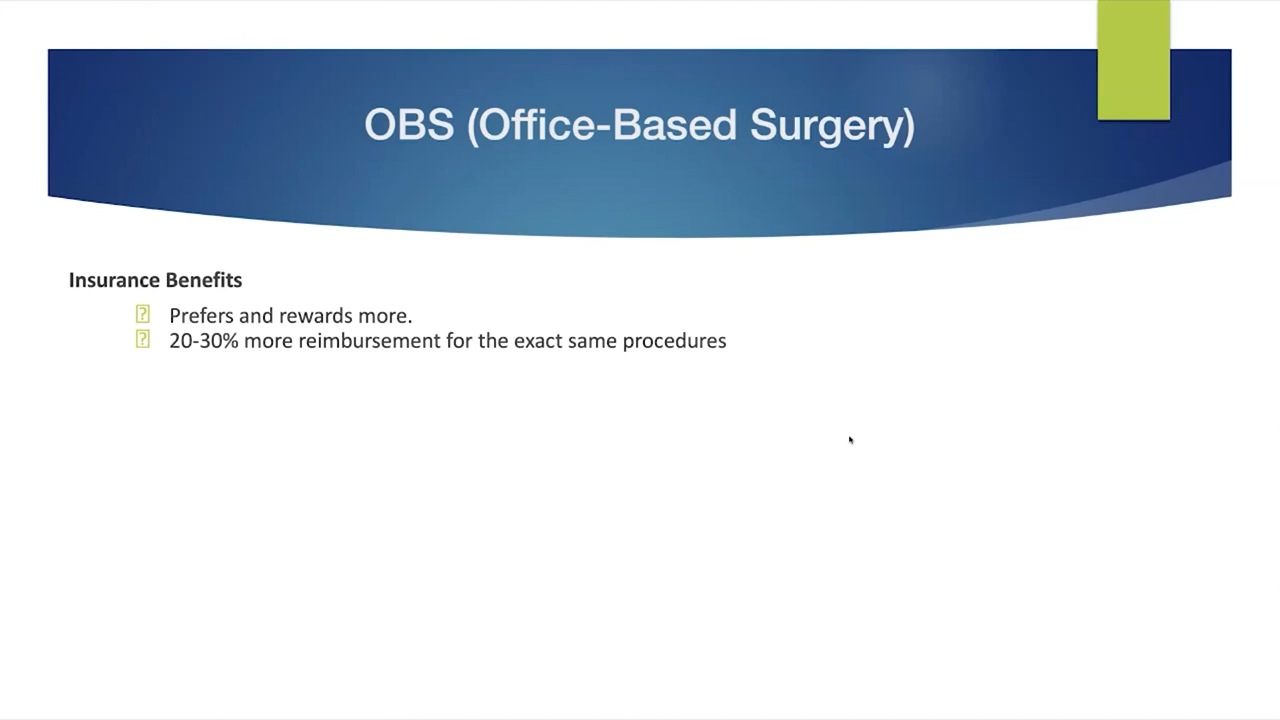 OBS (Office-Based Surgery)
Insurance Benefits
Prefers and rewards more.
20-30% more reimbursement for the exact same procedures